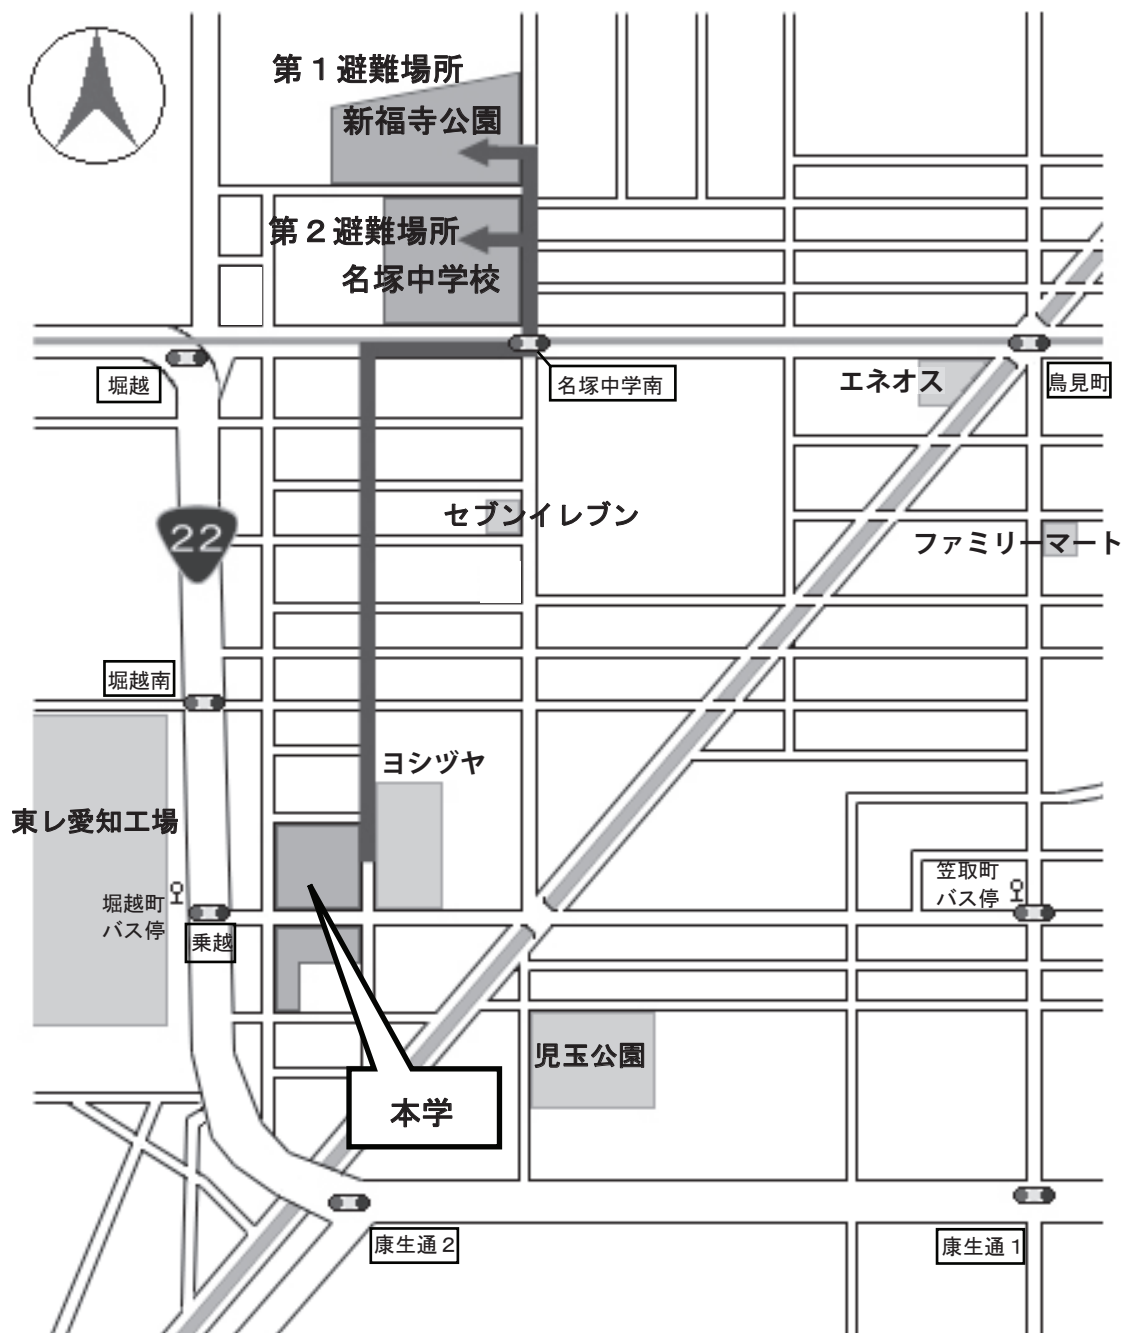 第1避難場所
新福寺公園
第2避難場所
名塚中学校
堀越
名塚中学南
エネオス
鳥見町
セブンイレブン
ファミリーマート
22
堀越南
ヨシヅヤ
東レ愛知工場
堀越町
バス停
笠取町
バス停
乗越
児玉公園
本学
康生通2
康生通1